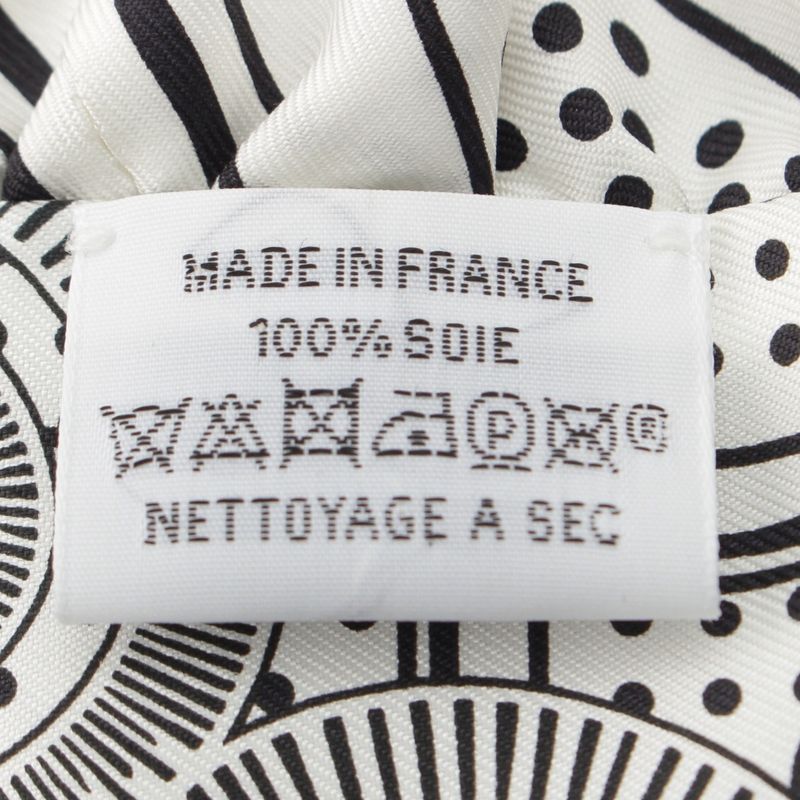 MADE IN FRANCE
100% SOIE
P ®
NETTOYAGE A SEC